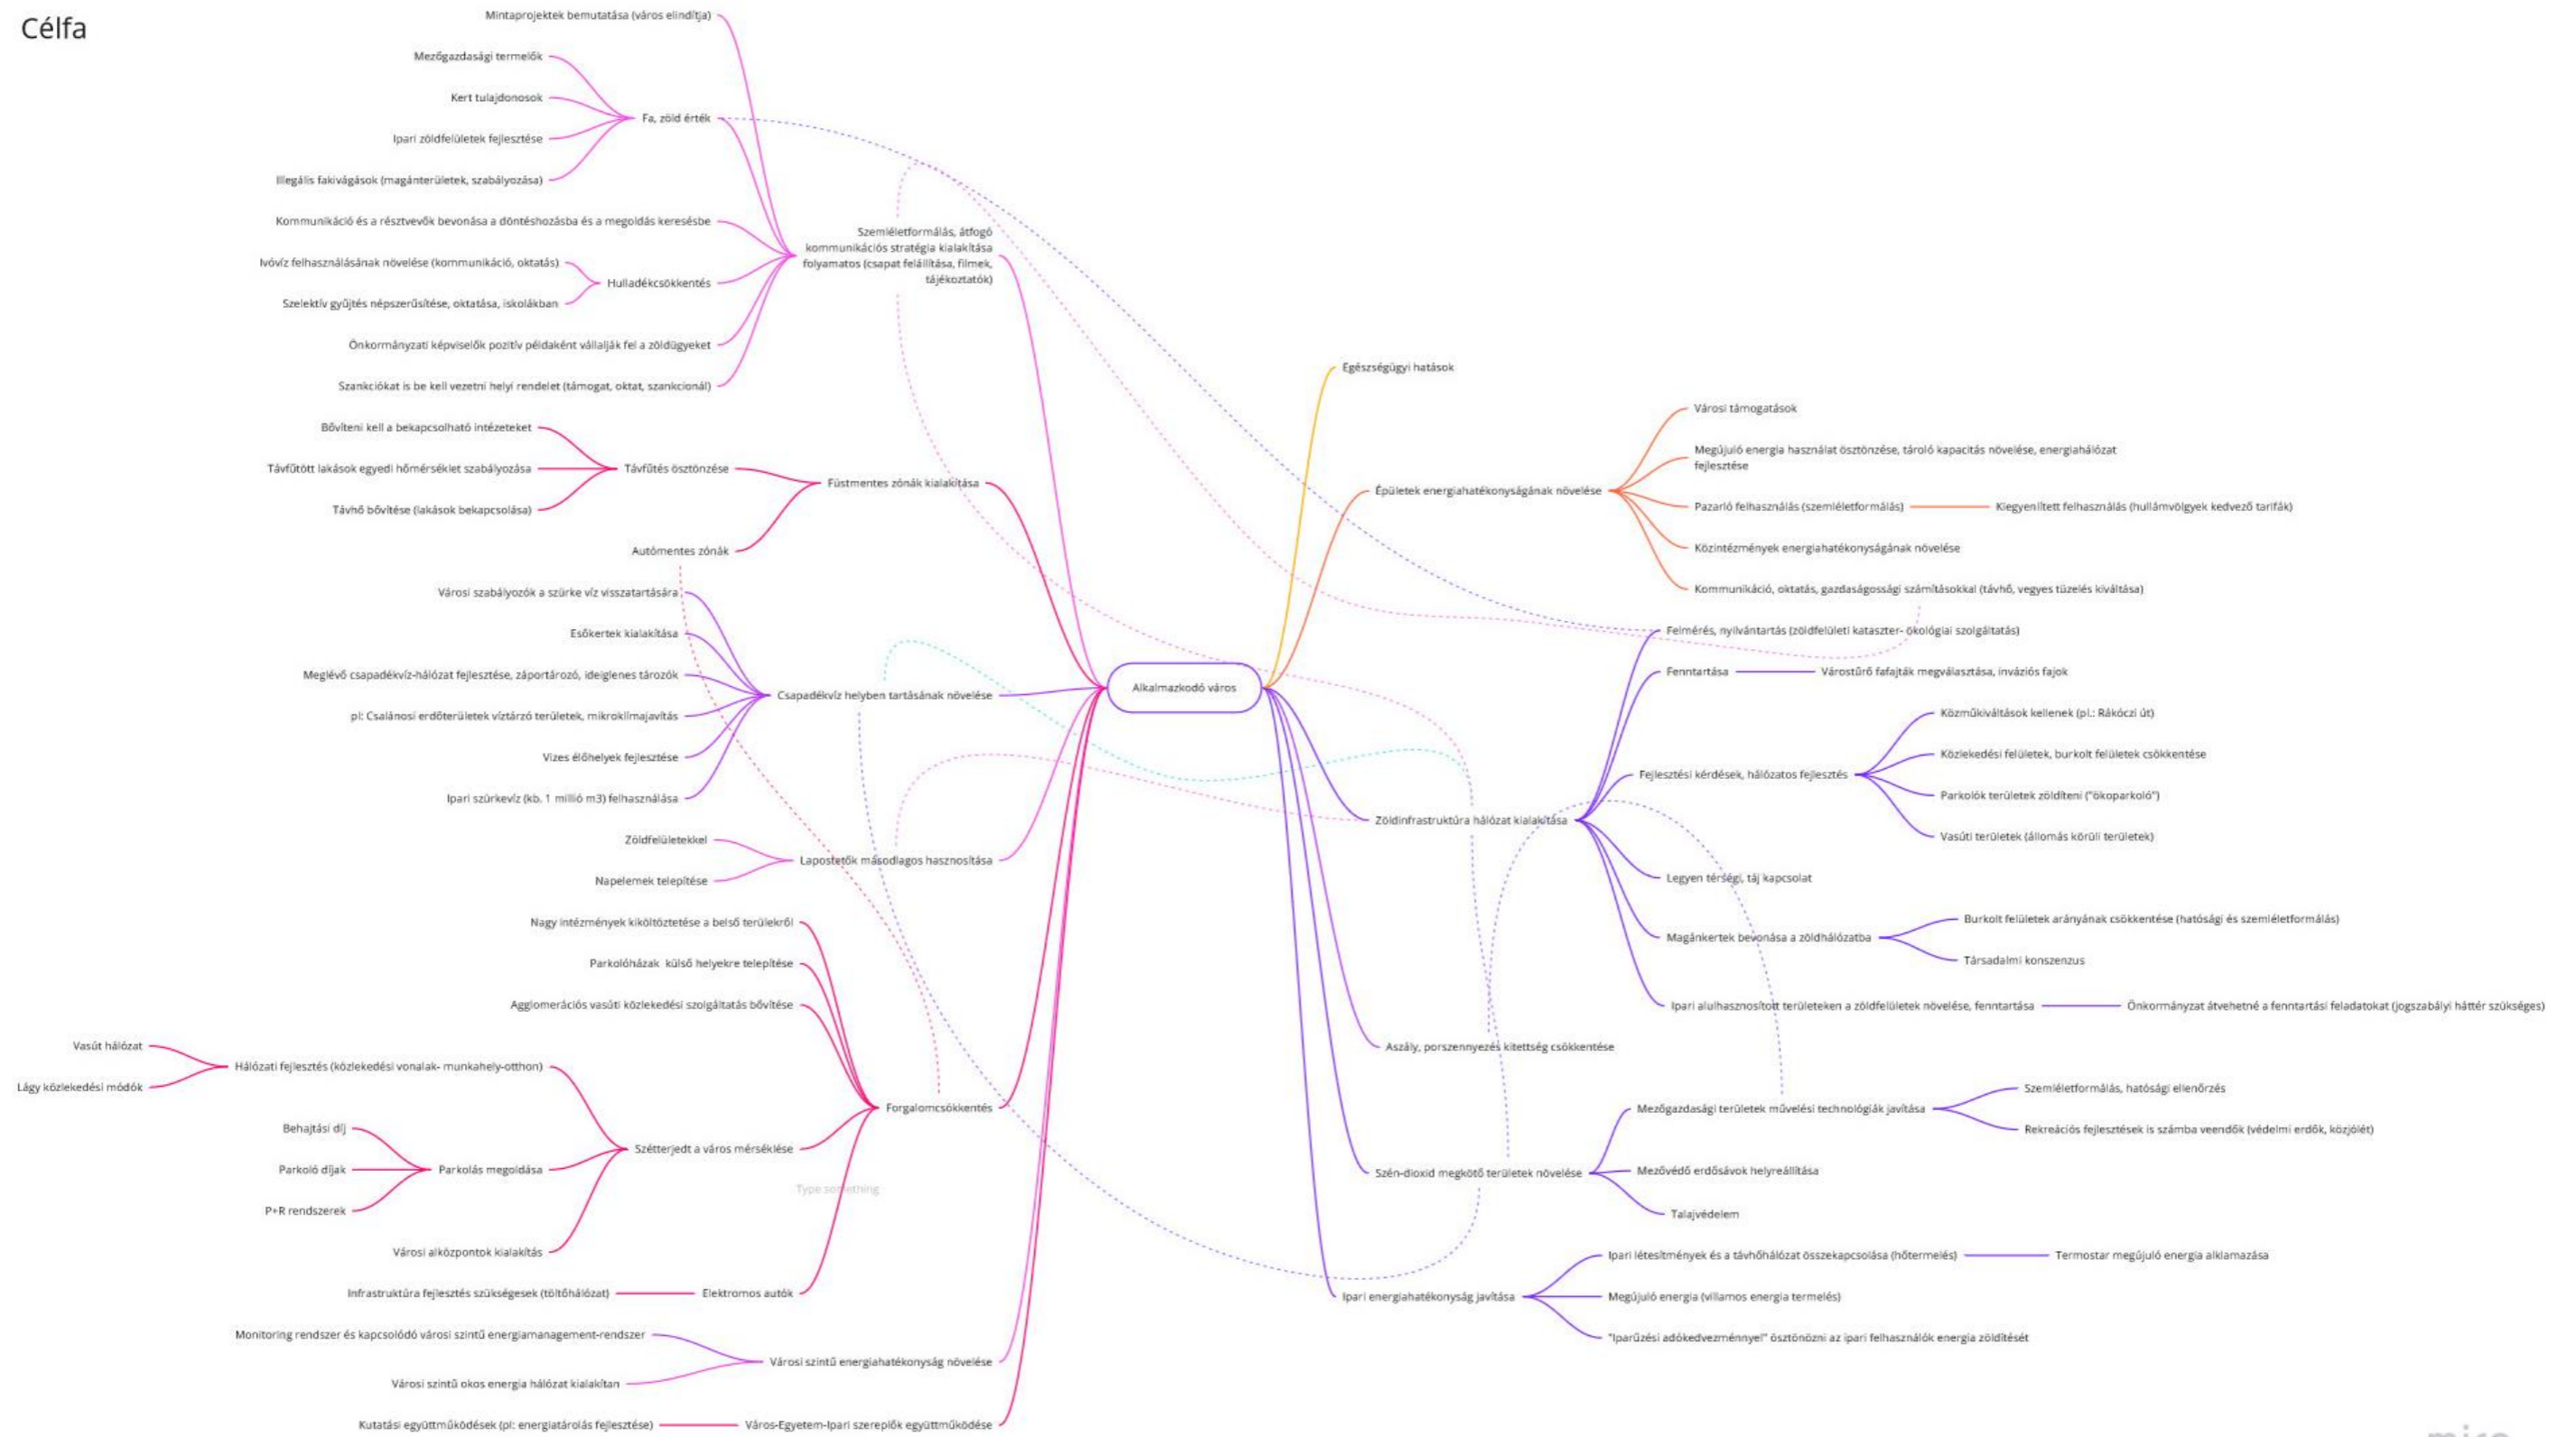 Célfa
Mintaprojektek bemutatása (város elindítja)
Mezőgazdasági termelők
Kert tulajdonosok
Fa, zöld érték
Ipari zöldfelületek fejlesztése
Illegális fakivágások (magánterületek, szabályozása)
Kommunikáció és a résztvevők bevonása a döntéshozásba és a megoldás keresésbe
Szemléletformálás, átfogó
kommunikációs stratégia kialakítása
folyamatos (csapat felállítása, filmek,
tájékoztatók)
Ivóvíz felhasználásának növelése (kommunikáció, oktatás)
Hulladékcsökkentés
Szelektív gyűjtés népszerűsítése, oktatása, iskolákban
Önkormányzati képviselők pozitív példaként vállalják fel a zöldügyeket
Szankciókat is be kell vezetni helyi rendelet (támogat, oktat, szankcionál)
Bővíteni kell a bekapcsolható intézeteket
Távfűtött lakások egyedi hőmérséklet szabályozása
Távfűtés ösztönzése
Füstmentes zónák kialakítása
Távhő bővítése (lakások bekapcsolása)
Autómentes zónák
Városi szabályozók a szürke víz visszatartására
Esőkertek kialakítása
Meglévő csapadékvíz-hálózat fejlesztése, záportározó, ideiglenes tározók
Csapadékvíz helyben tartásának növelése
pl: Csalánosi erdőterületek víztárzó területek, mikroklímajavítás
Vizes élőhelyek fejlesztése
Ipari szürkevíz (kb. 1 millió m3) felhasználása
Zöldfelületekkel
Lapostetők másodlagos hasznosítása
Napelemek telepítése
Nagy intézmények kiköltöztetése a belső terülekről
Parkolóházak külső helyekre telepítése
Agglomerációs vasúti közlekedési szolgáltatás bővítése
Vasút hálózat
Hálózati fejlesztés (közlekedési vonalak- munkahely-otthon)
Lágy közlekedési módók
Forgalomcsökkentés
Behajtási díj
Szétterjedt a város mérséklése
Parkoló díjak
Parkolás megoldása
Type something
P+R rendszerek
Városi alközpontok kialakítás
Infrastruktúra fejlesztés szükségesek (töltőhálózat)
Elektromos autók
Monitoring rendszer és kapcsolódó városi szintű energiamanagement-rendszer
Városi szintű energiahatékonyság növelése
Városi szintű okos energia hálózat kialakítan
Kutatási együttműködések (pl: energiatárolás fejlesztése)
Város-Egyetem-Ipari szereplők együttműködése
Alkalmazkodó város
Egészségügyi hatások
Városi támogatások
Megújuló energia használat ösztönzése, tároló kapacitás növelése, energiahálózat
fejlesztése
Épületek energiahatékonyságának növelése
Pazarló felhasználás (szemléletformálás)
Kiegyenlített felhasználás (hullámvölgyek kedvező tarifák)
Közintézmények energiahatékonyságának növelése
Kommunikáció, oktatás, gazdaságossági számításokkal (távhő, vegyes tüzelés kiváltása)
Felmérés, nyilvántartás (zöldfelületi kataszter- ökológiai szolgáltatás)
Fenntartása
Várostűrő fafajták megválasztása, inváziós fajok
Közműkiváltások kellenek (pl.: Rákóczi út)
Közlekedési felületek, burkolt felületek csökkentése
Fejlesztési kérdések, hálózatos fejlesztés
Parkolók területek zöldíteni ("ökoparkoló")
Zöldinfrastruktúra hálózat kialakítása
Vasúti területek (állomás körüli területek)
Legyen térségi, táj kapcsolat
Burkolt felületek arányának csökkentése (hatósági és szemléletformálás)
Magánkertek bevonása a zöldhálózatba
Társadalmi konszenzus
Ipari alulhasznosított területeken a zöldfelületek növelése, fenntartása
Önkormányzat átvehetné a fenntartási feladatokat (jogszabályi háttér szükséges)
Aszály, porszennyezés kitettség csökkentése
Szemléletformálás, hatósági ellenőrzés
Mezőgazdasági területek művelési technológiák javítása
Rekreációs fejlesztések is számba veendők (védelmi erdők, közjólét)
Szén-dioxid megkötő területek növelése
Mezővédő erdősávok helyreállítása
Talajvédelem
Ipari létesítmények és a távhőhálózat összekapcsolása (hőtermelés)
Termostar megújuló energia alklamazása
Ipari energiahatékonyság javítása
Megújuló energia (villamos energia termelés)
"Iparűzési adókedvezménnyel" ösztönözni az ipari felhasználók energia zöldítését
miro